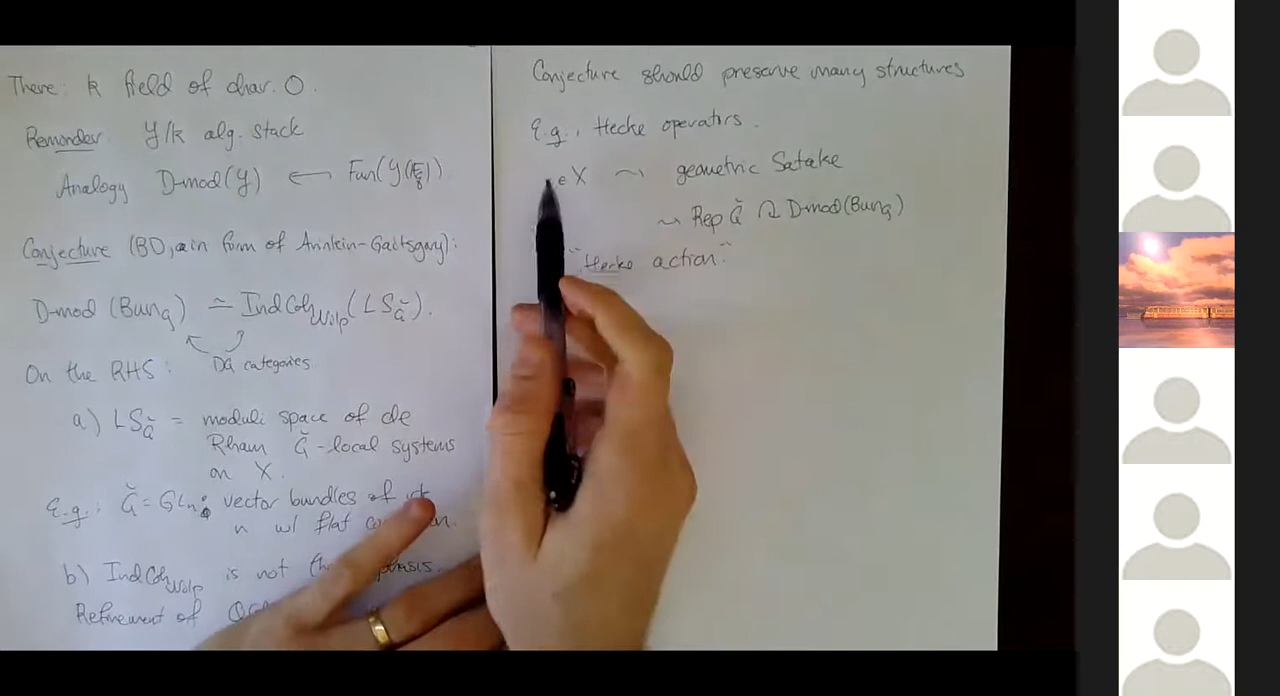 There: k field of char. 0.
Reminder: Y/k alg. stack
Analogy D-mod(Y) ⟵ Fun(Y(𝔽_q)).
Conjecture (BD, in form of Arinkin-Gaitsgory):
D-mod (Bun_G) ≃ IndCoh_Nilp (LS_Ǧ).
DG categories
On the RHS:
a) LS_Ǧ = moduli space of de
Rham Ǧ-local systems
on X.
E.g.: Ǧ = GL_n: vector bundles of
n w/ flat
b) IndCoh_Nilp is not
Refinement of
Conjecture should preserve many structures
E.g., Hecke operators.
∈ X ⇝ geometric Satake
⇝ Rep Ǧ ↷ D-mod(Bun_G)
"Hecke action."